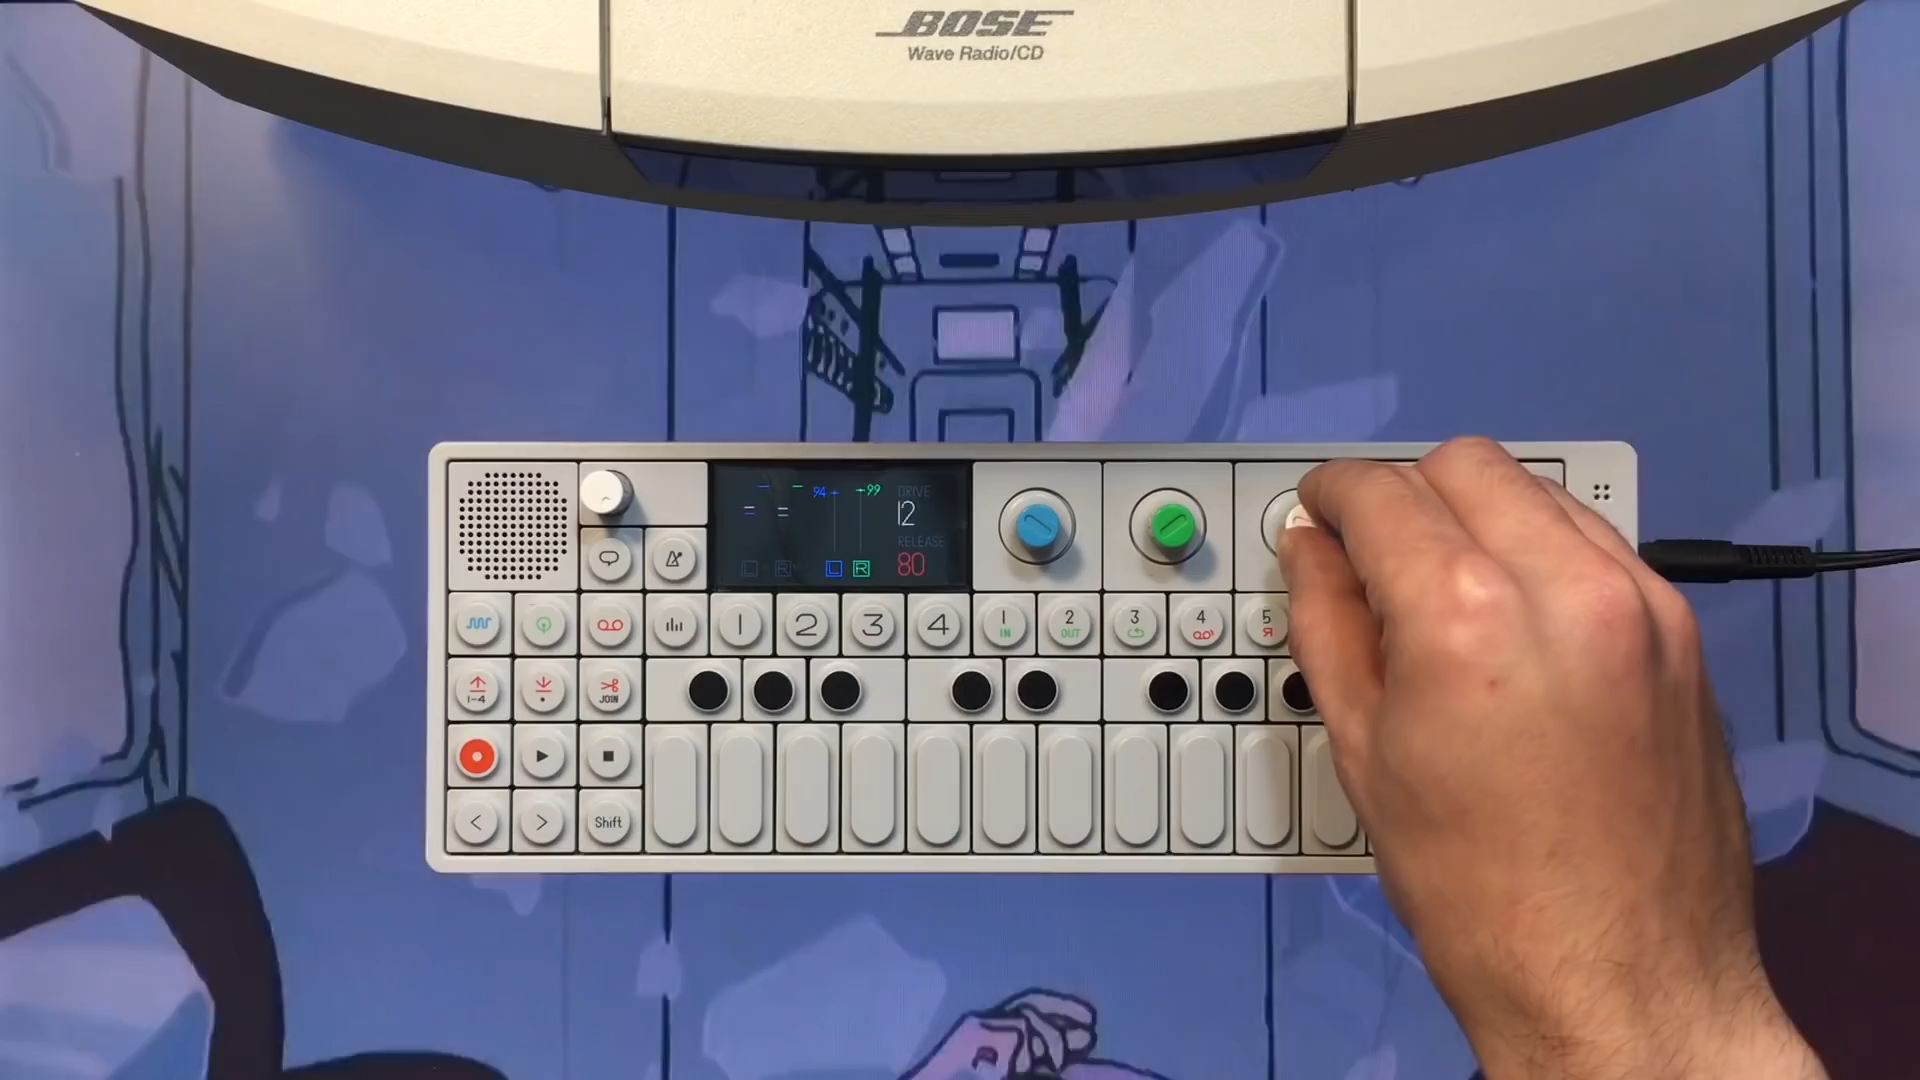 BOSE
Wave Radio/CD
94
99
DRIVE
12
RELEASE
80
L R L R
1 2 3 4 1 2 3 4 5
IN OUT Я
1-4 JOIN
< > Shift